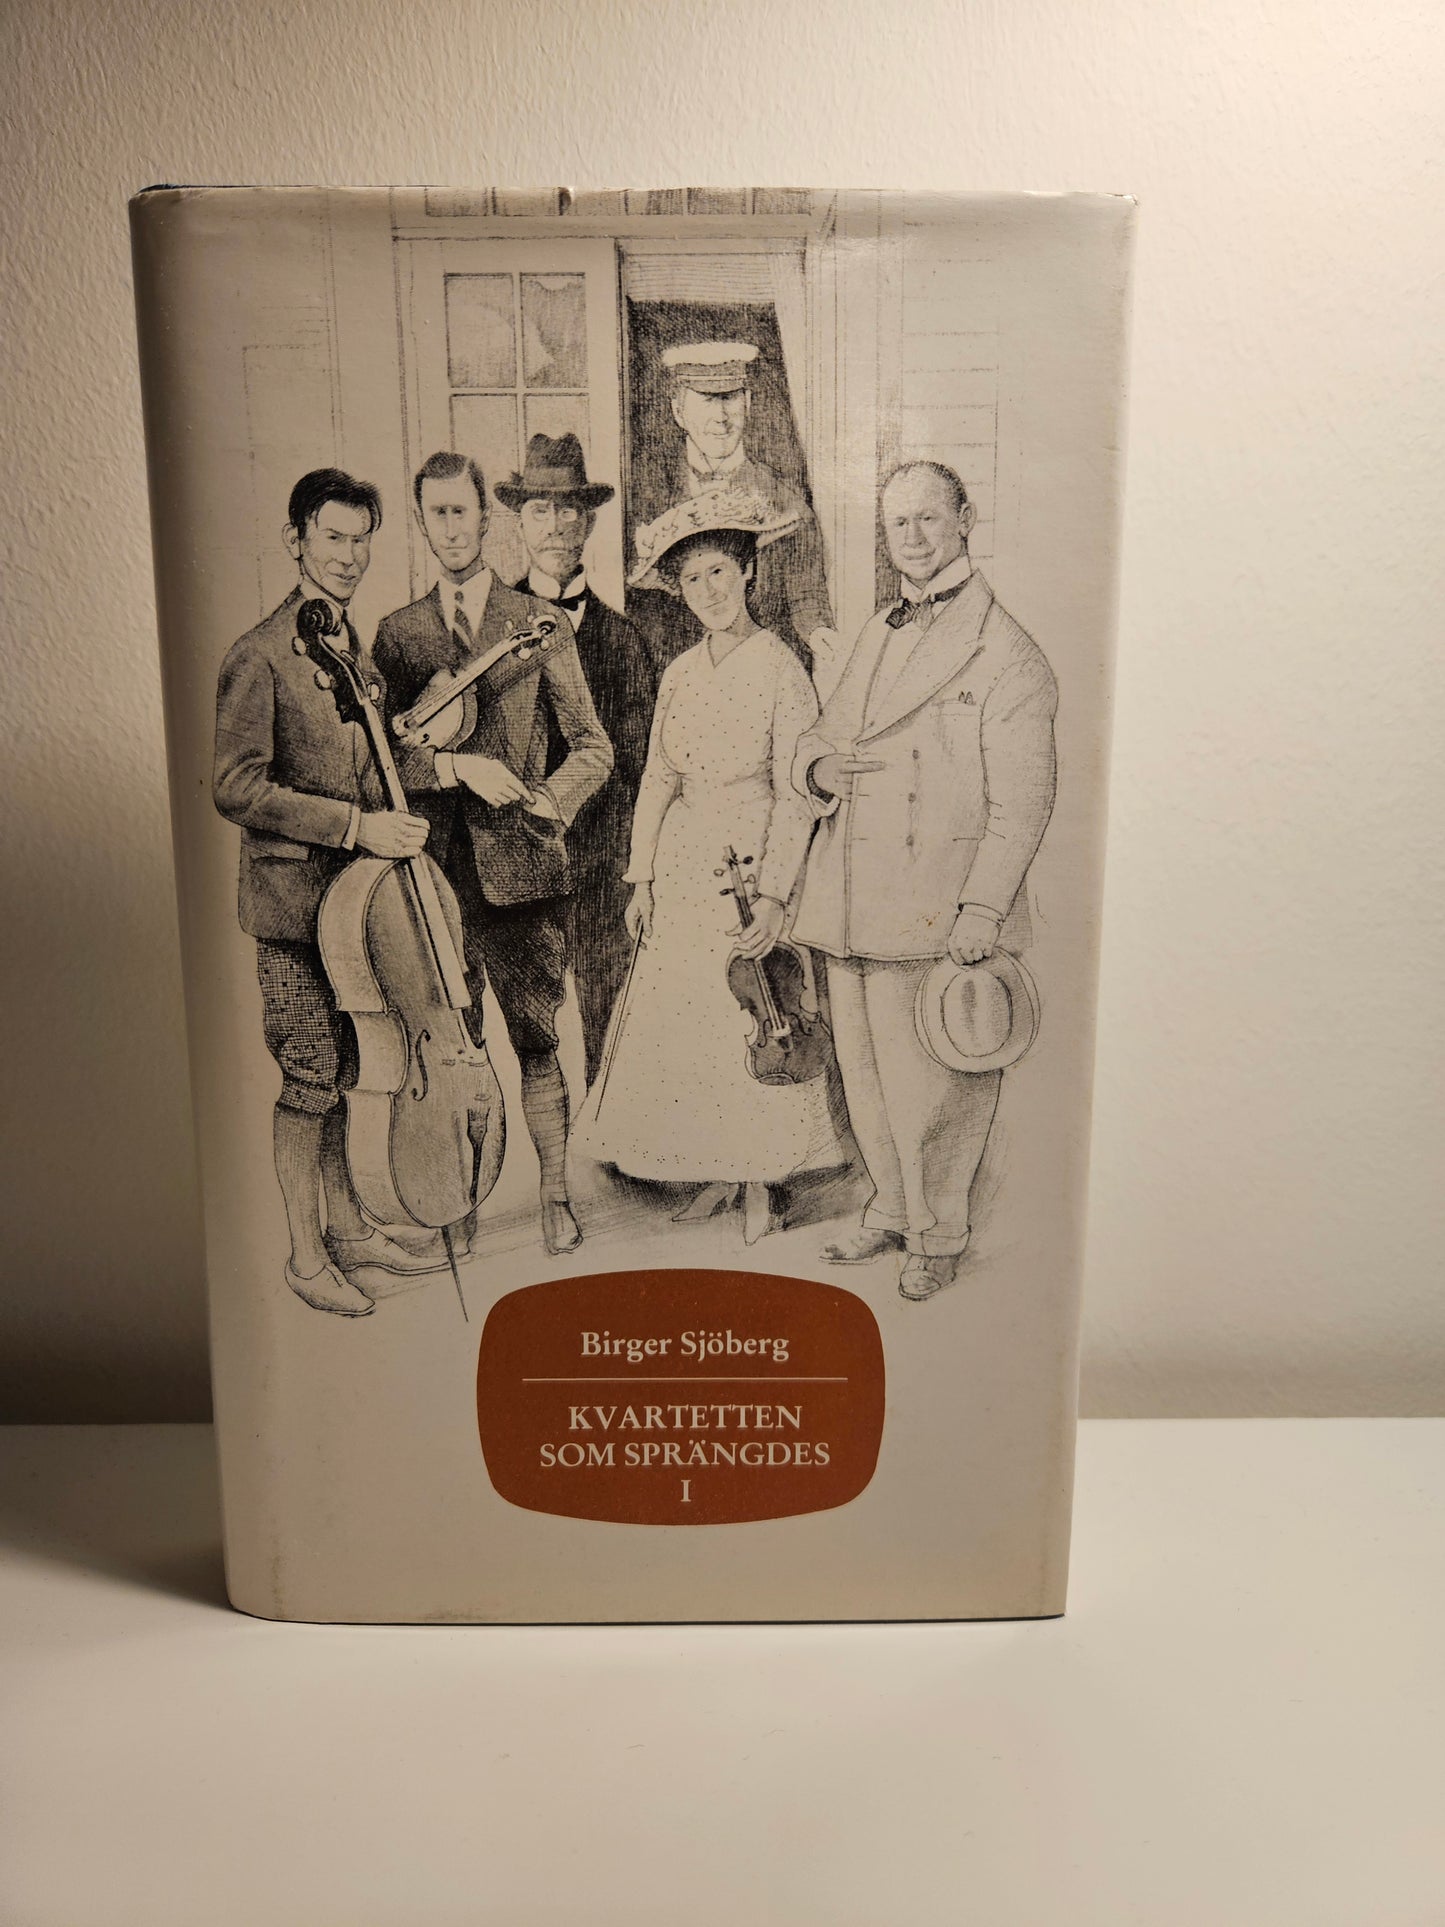 Birger Sjöberg
KVARTETTEN
SOM SPRÄNGDES
I